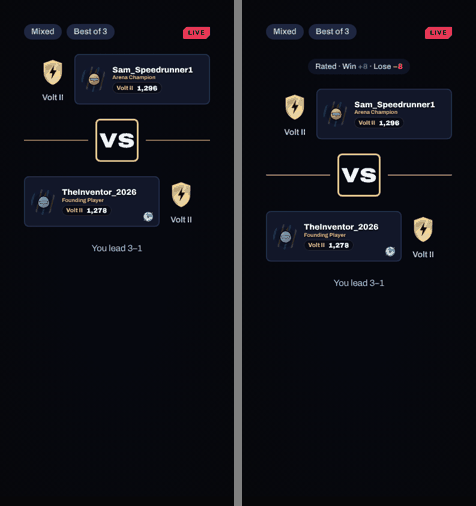 Mixed
Best of 3
LIVE
Sam_Speedrunner1
Arena Champion
Volt II 1,296
Volt II
VS
TheInventor_2026
Founding Player
Volt II 1,278
Volt II
You lead 3–1
Mixed
Best of 3
LIVE
Rated · Win +8 · Lose −8
Sam_Speedrunner1
Arena Champion
Volt II 1,296
Volt II
VS
TheInventor_2026
Founding Player
Volt II 1,278
Volt II
You lead 3–1